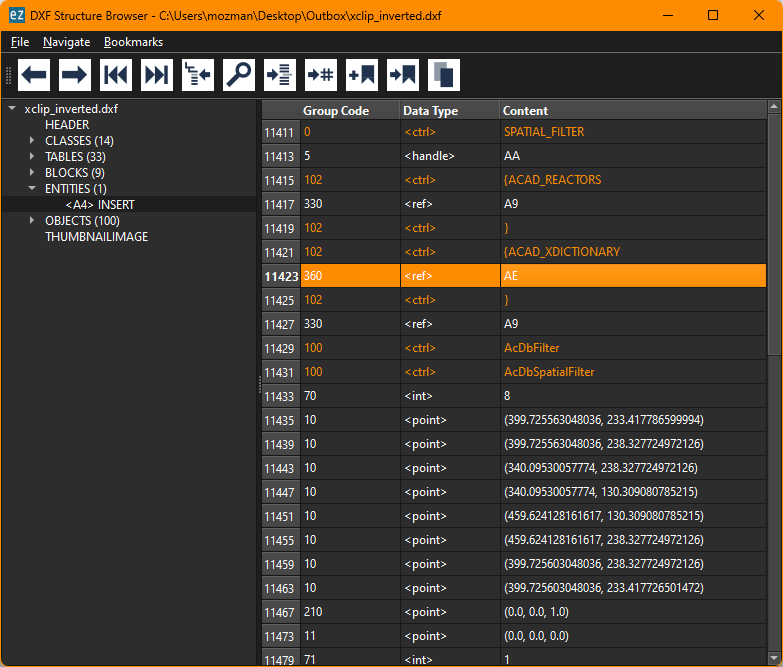 eZ DXF Structure Browser - C:\Users\mozman\Desktop\Outbox\xclip_inverted.dxf
File Navigate Bookmarks
xclip_inverted.dxf
HEADER
CLASSES (14)
TABLES (33)
BLOCKS (9)
ENTITIES (1)
<A4> INSERT
OBJECTS (100)
THUMBNAILIMAGE
Group Code Data Type Content
11411 0 <ctrl> SPATIAL_FILTER
11413 5 <handle> AA
11415 102 <ctrl> {ACAD_REACTORS
11417 330 <ref> A9
11419 102 <ctrl> }
11421 102 <ctrl> {ACAD_XDICTIONARY
11423 360 <ref> AE
11425 102 <ctrl> }
11427 330 <ref> A9
11429 100 <ctrl> AcDbFilter
11431 100 <ctrl> AcDbSpatialFilter
11433 70 <int> 8
11435 10 <point> (399.725563048036, 233.417786599994)
11439 10 <point> (399.725563048036, 238.327724972126)
11443 10 <point> (340.09530057774, 238.327724972126)
11447 10 <point> (340.09530057774, 130.309080785215)
11451 10 <point> (459.624128161617, 130.309080785215)
11455 10 <point> (459.624128161617, 238.327724972126)
11459 10 <point> (399.725603048036, 238.327724972126)
11463 10 <point> (399.725603048036, 233.417726501472)
11467 210 <point> (0.0, 0.0, 1.0)
11473 11 <point> (0.0, 0.0, 0.0)
11479 71 <int> 1